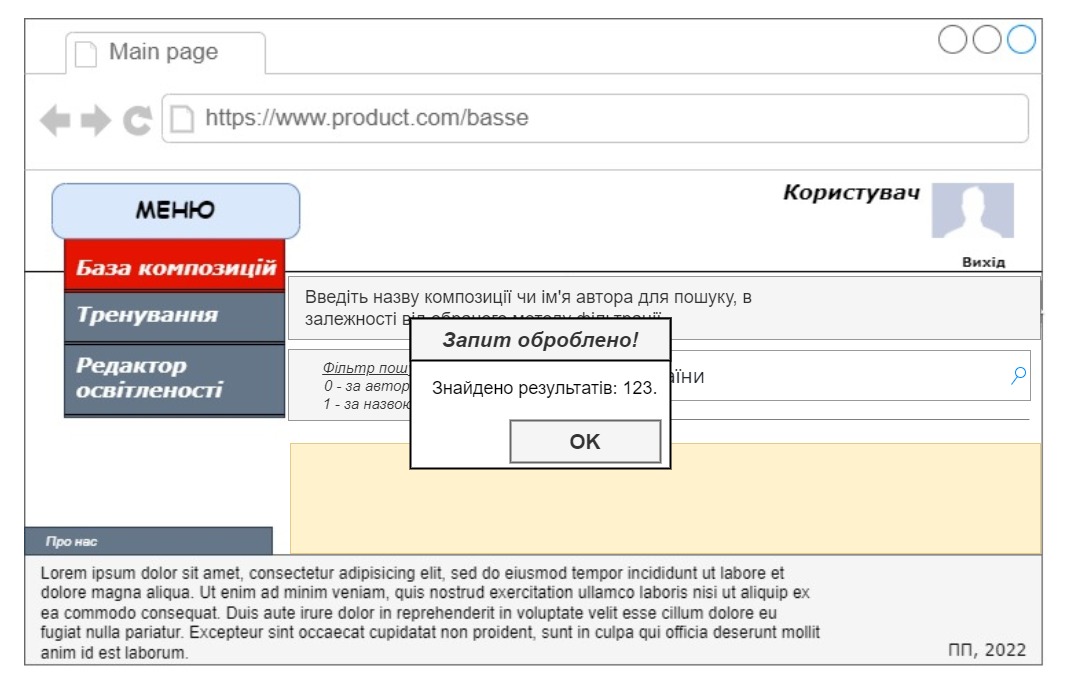 Main page
https://www.product.com/basse
МЕНЮ
Користувач
База композицій
Вихід
Тренування
Редактор
освітленості
Введіть назву композиції чи ім'я автора для пошуку, в
залежності від обраного методу фільтрації
Запит оброблено!
Фільтр пош
0 - за автор
1 - за назвою
їни
Знайдено результатів: 123.
OK
Про нас
Lorem ipsum dolor sit amet, consectetur adipisicing elit, sed do eiusmod tempor incididunt ut labore et
dolore magna aliqua. Ut enim ad minim veniam, quis nostrud exercitation ullamco laboris nisi ut aliquip ex
ea commodo consequat. Duis aute irure dolor in reprehenderit in voluptate velit esse cillum dolore eu
fugiat nulla pariatur. Excepteur sint occaecat cupidatat non proident, sunt in culpa qui officia deserunt mollit
anim id est laborum.
ПП, 2022